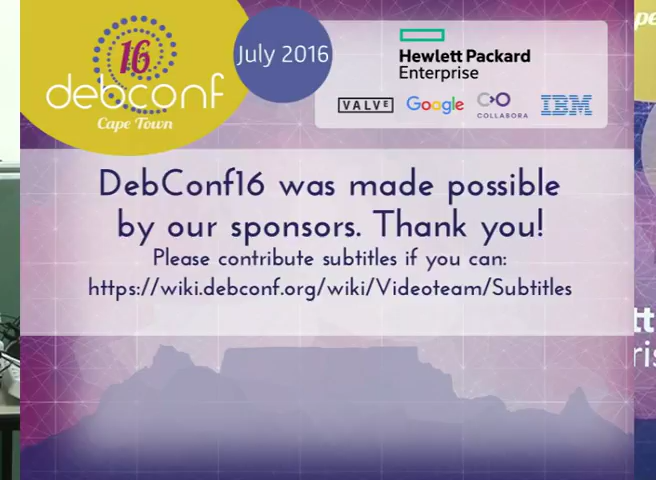 16
debconf
Cape Town
July 2016
Hewlett Packard
Enterprise
VALVE Google COLLABORA IBM
DebConf16 was made possible
by our sponsors. Thank you!
Please contribute subtitles if you can:
https://wiki.debconf.org/wiki/Videoteam/Subtitles